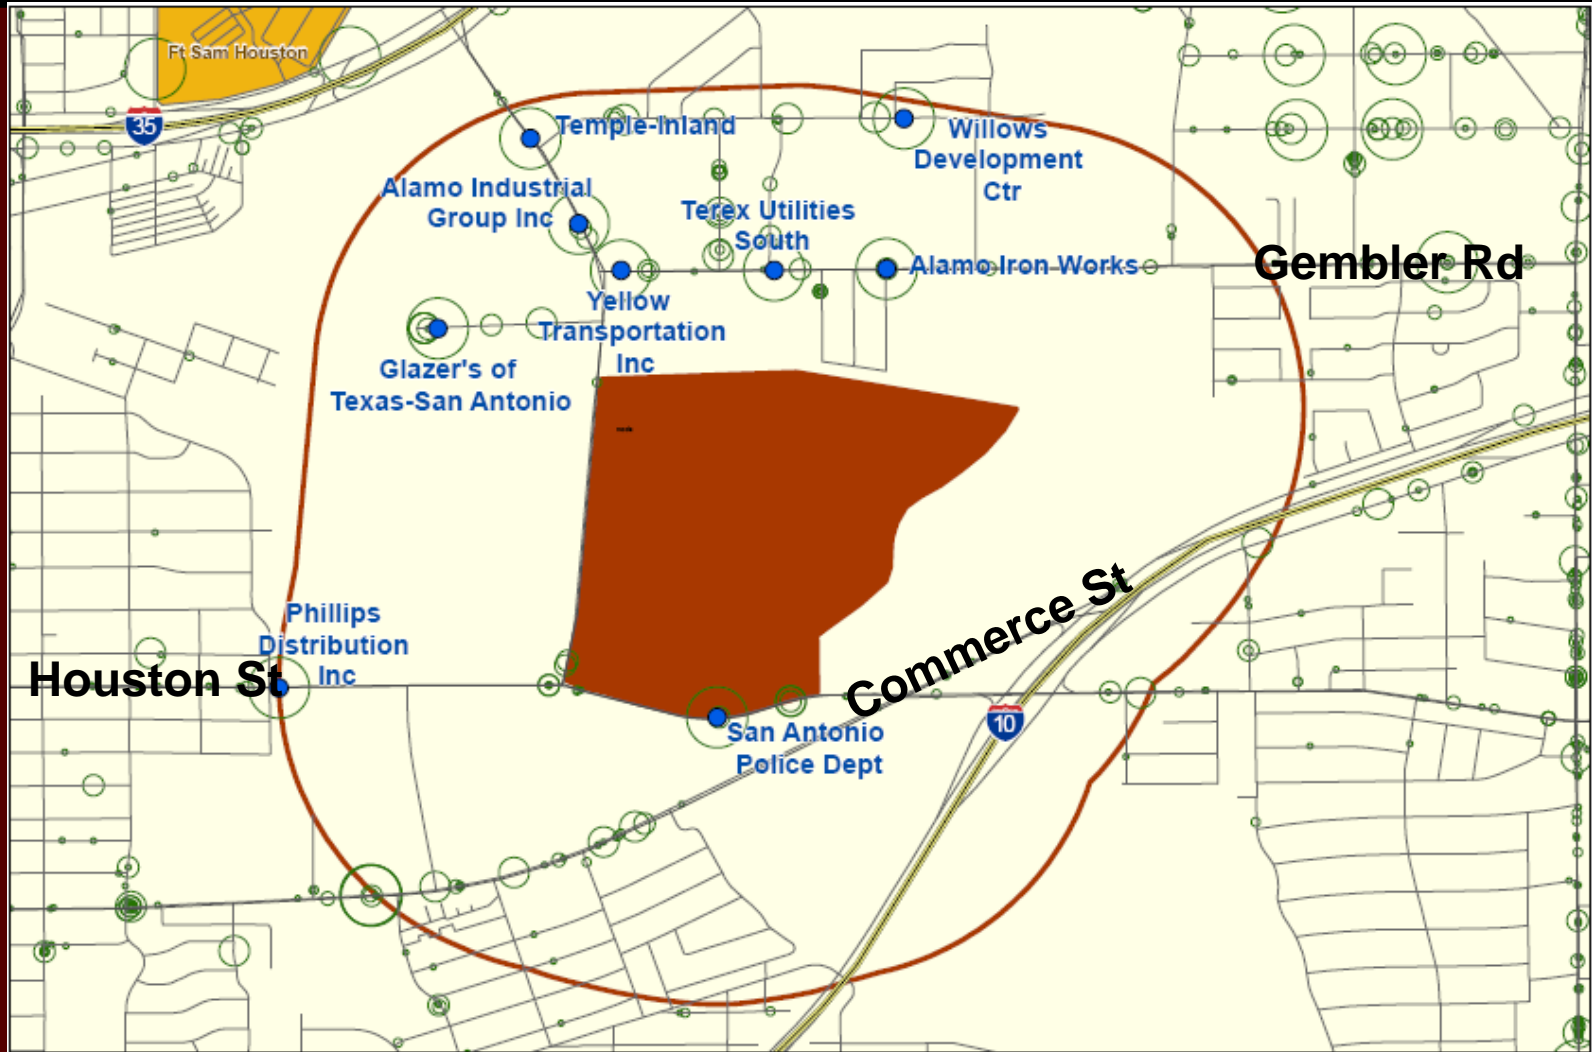 Ft Sam Houston
35
Temple-Inland
Willows
Development
Ctr
Alamo Industrial
Group Inc
Terex Utilities
South
Gembler Rd
Alamo Iron Works
Yellow
Transportation
Inc
Glazer's of
Texas-San Antonio
Commerce St
Phillips
Distribution
Inc
Houston St
10
San Antonio
Police Dept